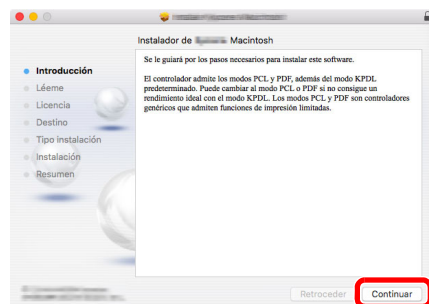 Instalador de Macintosh
Introducción
Léeme
Licencia
Destino
Tipo instalación
Instalación
Resumen
Se le guiará por los pasos necesarios para instalar este software.
El controlador admite los modos PCL y PDF, además del modo KPDL
predeterminado. Puede cambiar al modo PCL o PDF si no consigue un
rendimiento ideal con el modo KPDL. Los modos PCL y PDF son controladores
genéricos que admiten funciones de impresión limitadas.
Retroceder
Continuar